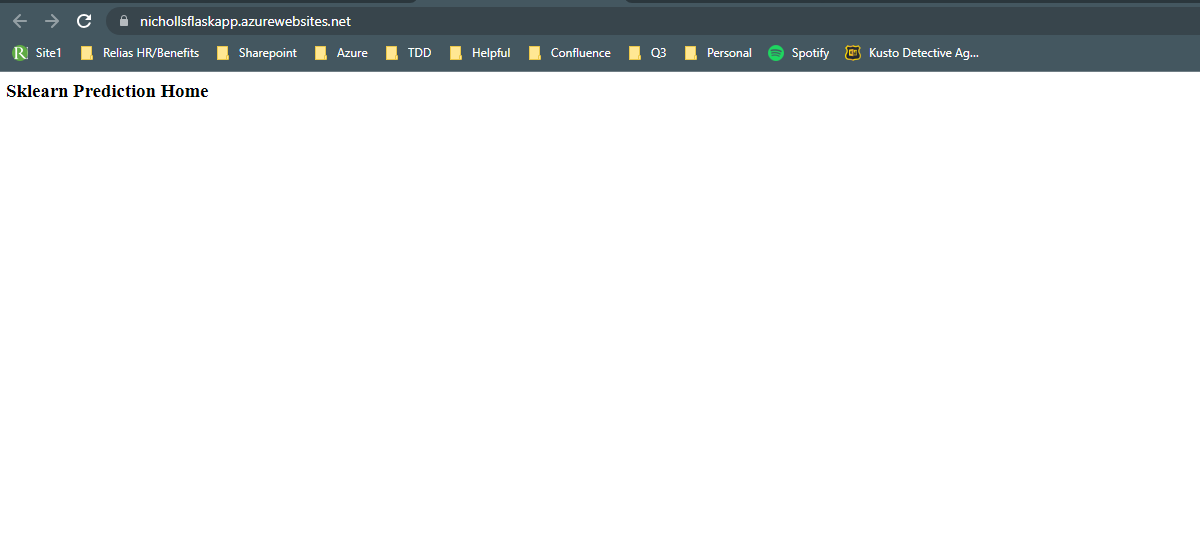 nichollsflaskapp.azurewebsites.net
Site1 Relias HR/Benefits Sharepoint Azure TDD Helpful Confluence Q3 Personal Spotify Kusto Detective Ag...
Sklearn Prediction Home